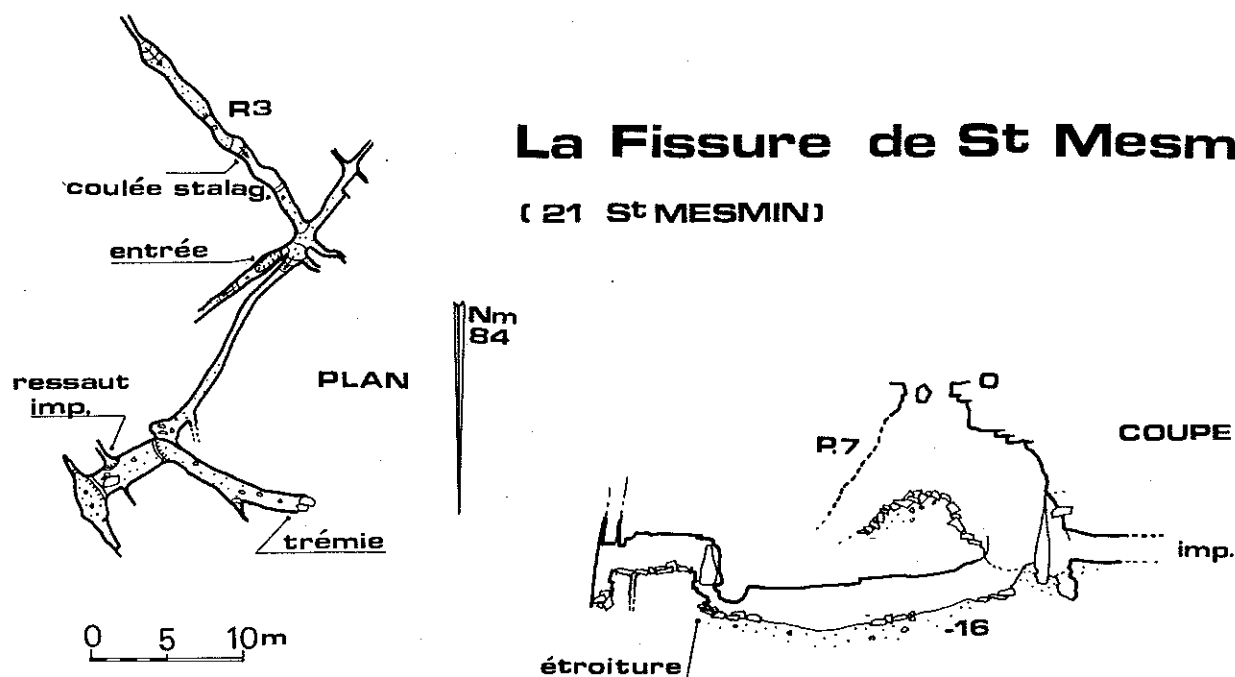 La Fissure de St Mesm
( 21 St MESMIN )
R3
coulée stalag.
entrée
PLAN
Nm
84
ressaut
imp.
trémie
0 5 10m
0
P.7
COUPE
imp.
-16
étroiture